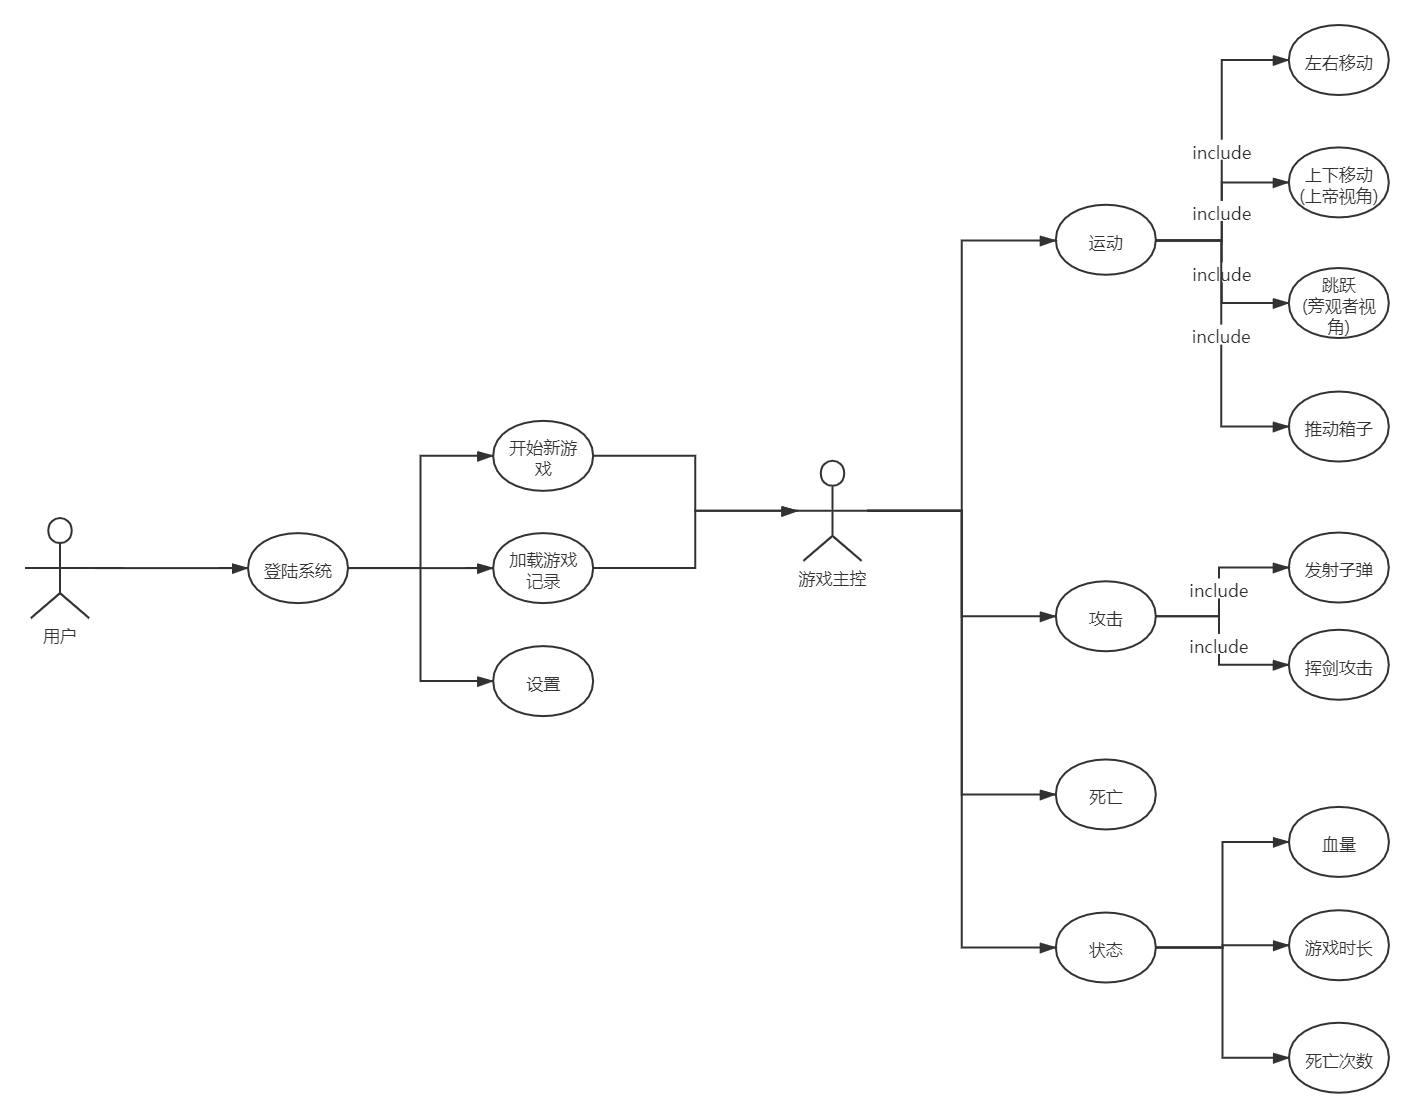 用户
登陆系统
开始新游
戏
加载游戏
记录
设置
游戏主控
运动
include
include
include
include
左右移动
上下移动
(上帝视角)
跳跃
(旁观者视
角)
推动箱子
攻击
include
include
发射子弹
挥剑攻击
死亡
状态
血量
游戏时长
死亡次数